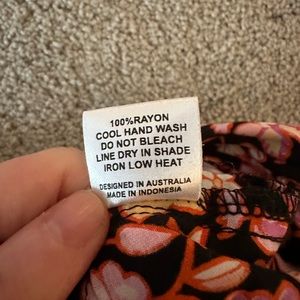 100%RAYON
COOL HAND WASH
DO NOT BLEACH
LINE DRY IN SHADE
IRON LOW HEAT
DESIGNED IN AUSTRALIA
MADE IN INDONESIA